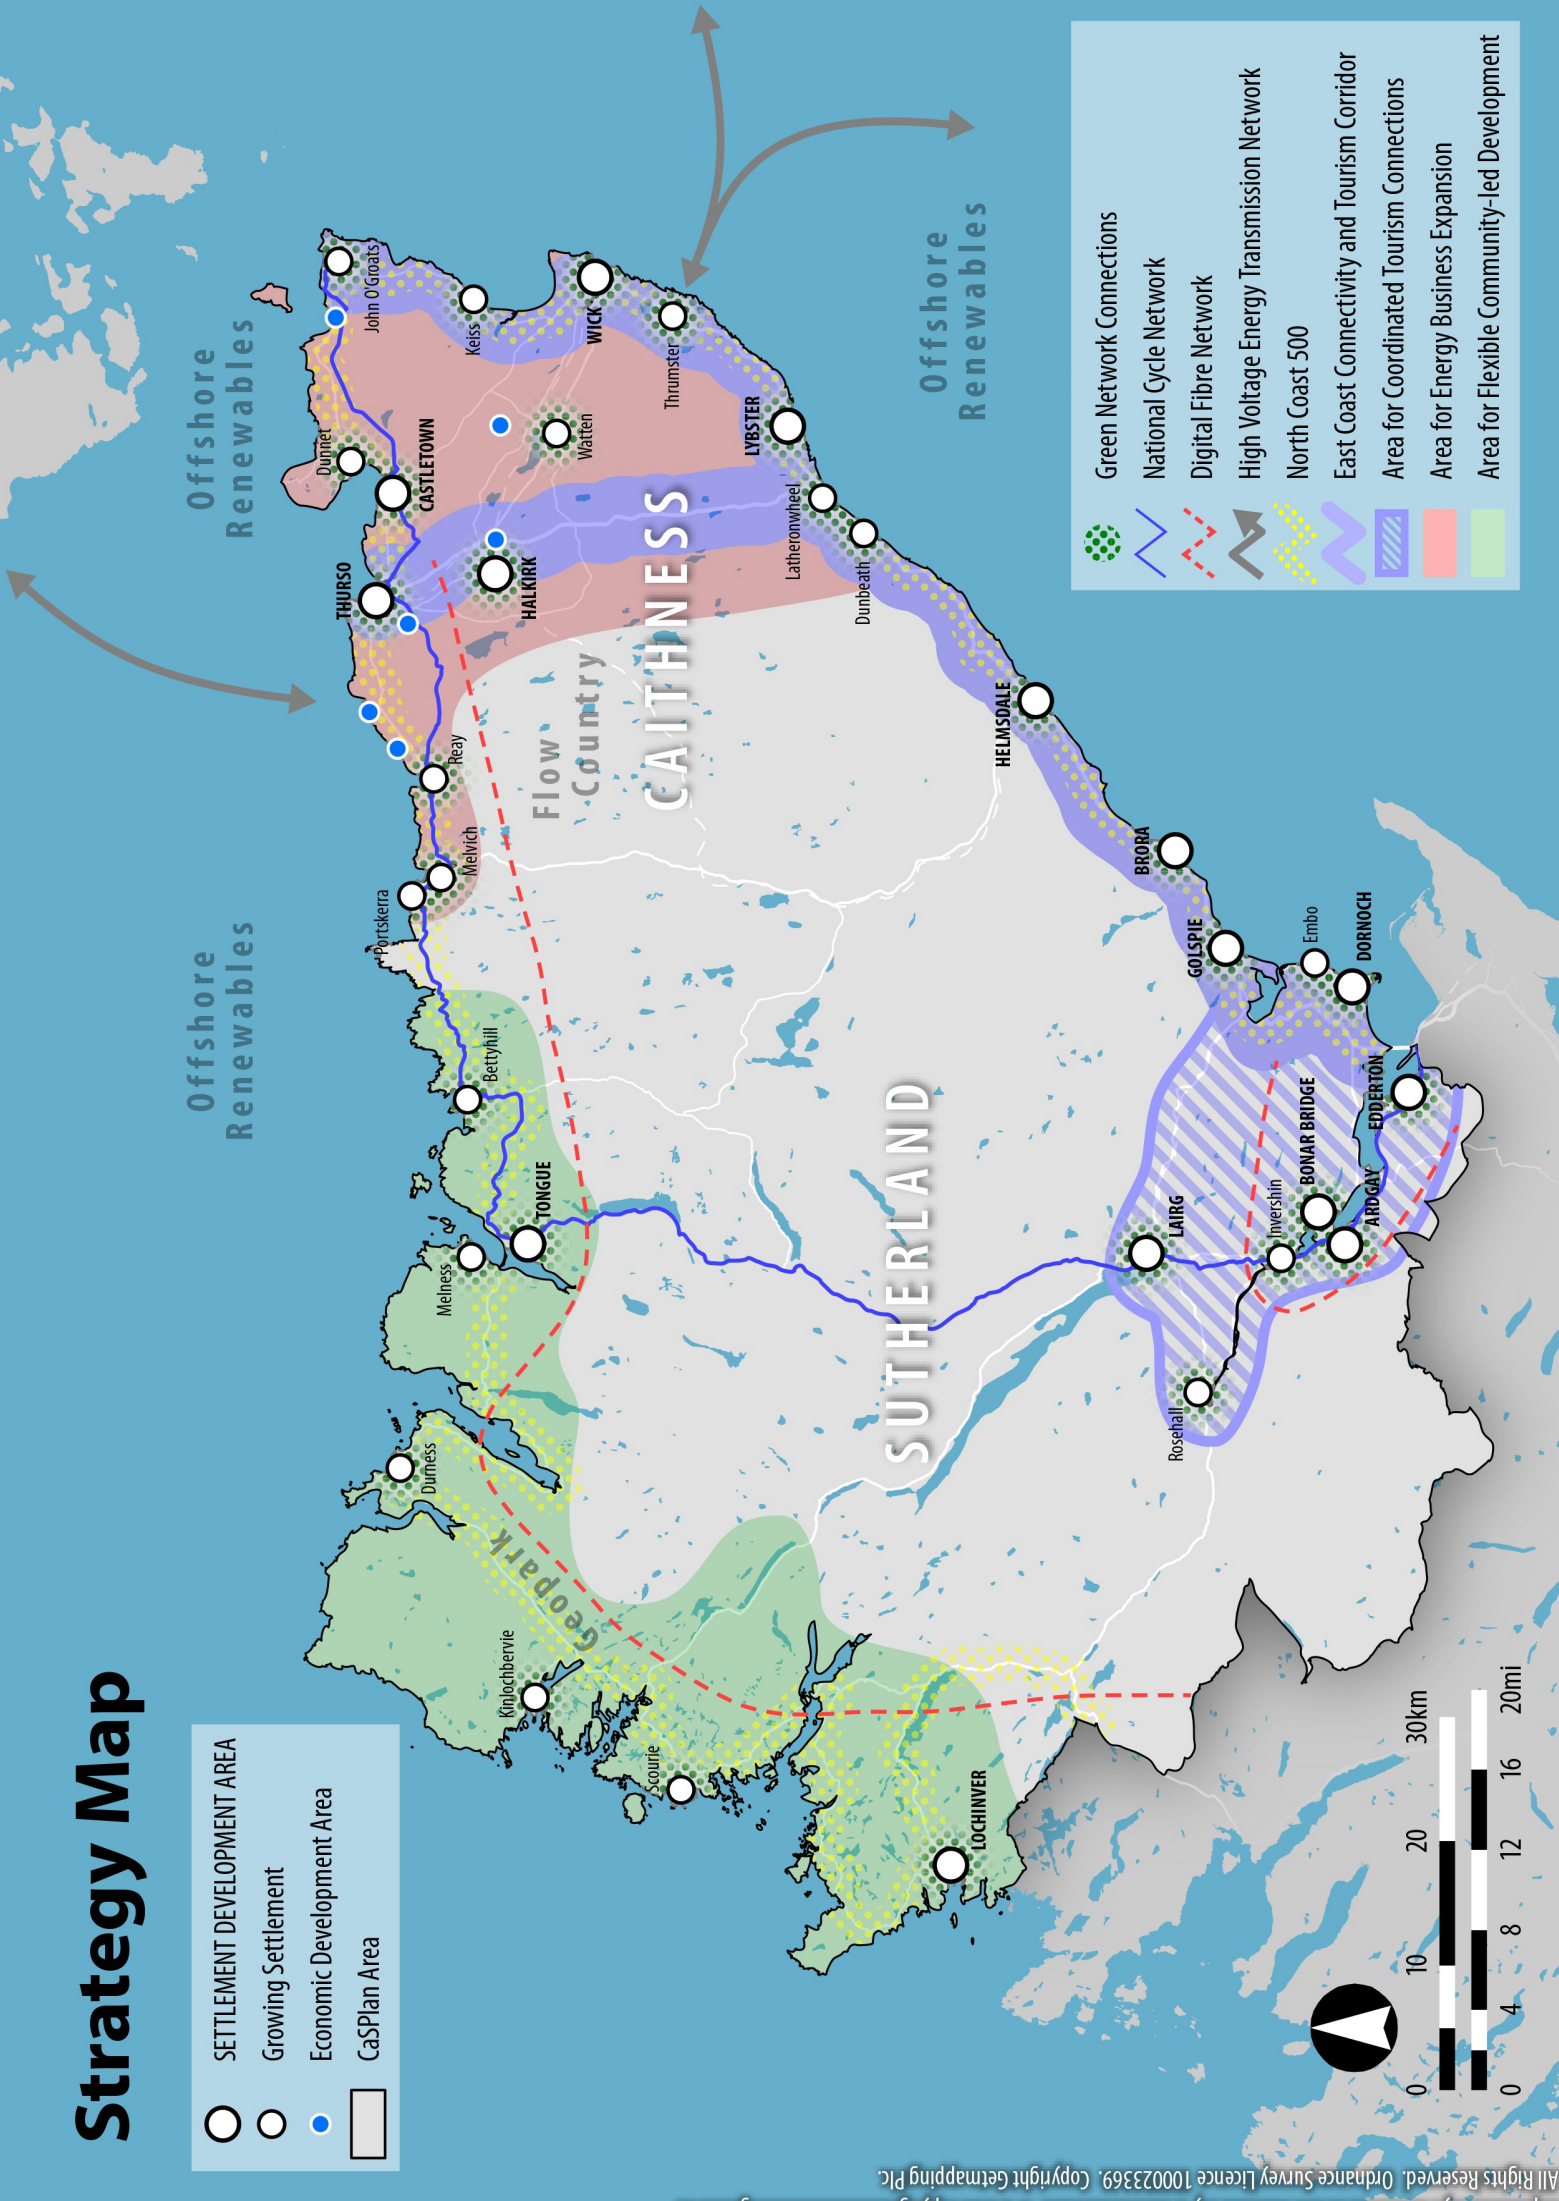 Strategy Map
SETTLEMENT DEVELOPMENT AREA
Growing Settlement
Economic Development Area
CaSPlan Area
Offshore
Renewables
Offshore
Renewables
Offshore
Renewables
Durness
Melness
TONGUE
Bettyhill
Portskerra
Melvich
Reay
THURSO
CASTLETOWN
Dunnet
John O'Groats
Keiss
WICK
Thrumster
Watten
HALKIRK
LYBSTER
Latheronwheel
Dunbeath
Flow
Country
CAITHNESS
HELMSDALE
BRORA
GOLSPIE
Embo
DORNOCH
EDDERTON
BONAR BRIDGE
ARDGAY
Invershin
LAIRG
Rosehall
SUTHERLAND
Geopark
Kinlochbervie
Scourie
LOCHINVER
Green Network Connections
National Cycle Network
Digital Fibre Network
High Voltage Energy Transmission Network
North Coast 500
East Coast Connectivity and Tourism Corridor
Area for Coordinated Tourism Connections
Area for Energy Business Expansion
Area for Flexible Community-led Development
0 10 20 30km
0 4 8 12 16 20mi
All Rights Reserved. Ordnance Survey Licence 100023369. Copyright Getmapping Plc.